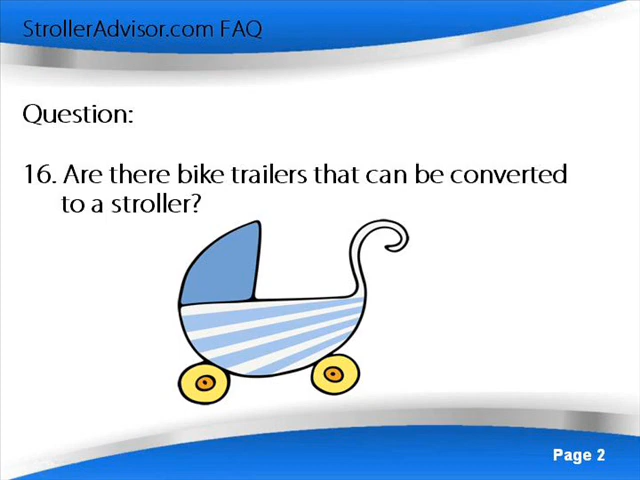 StrollerAdvisor.com FAQ
Question:
16. Are there bike trailers that can be converted
to a stroller?
Page 2